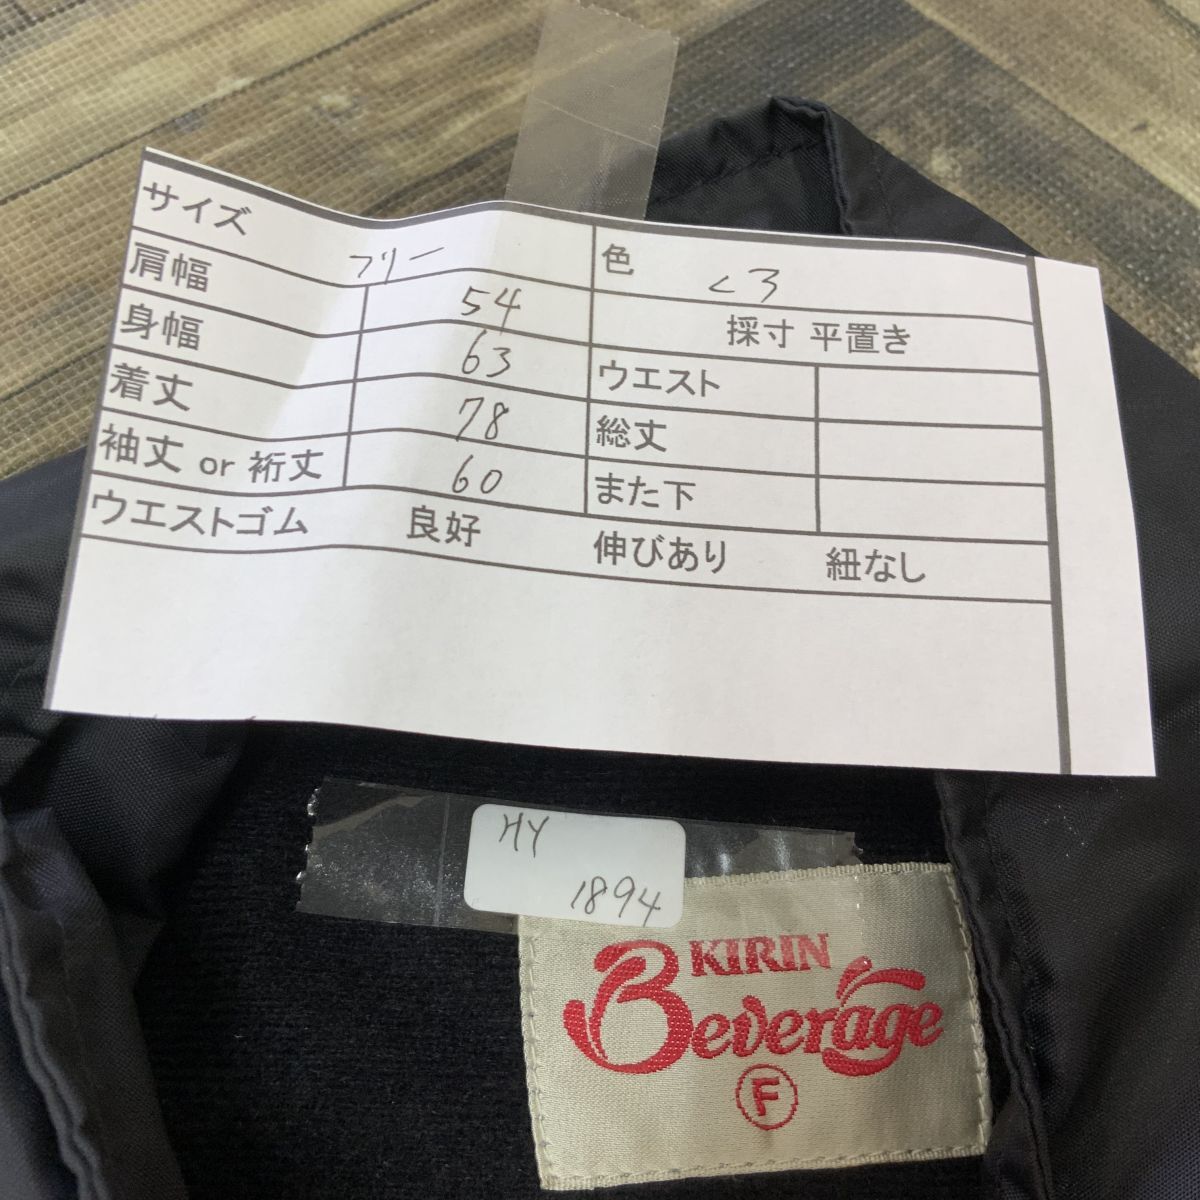 サイズ フリー 色 くろ
肩幅 54 採寸 平置き
身幅 63 ウエスト
着丈 78 総丈
袖丈 or 裄丈 60 また下
ウエストゴム 良好 伸びあり 紐なし
HY
1894
KIRIN
Beverage
F